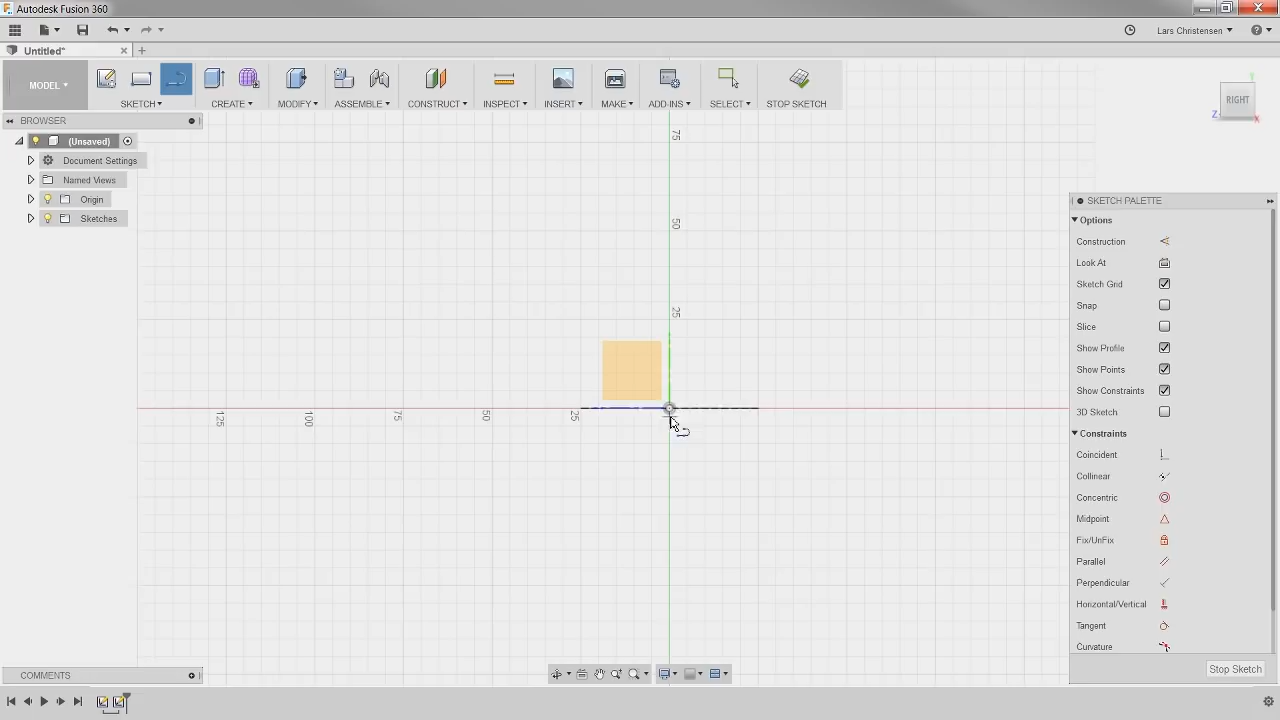 Autodesk Fusion 360
Lars Christensen
Untitled*
MODEL
SKETCH
CREATE
MODIFY
ASSEMBLE
CONSTRUCT
INSPECT
INSERT
MAKE
ADD-INS
SELECT
STOP SKETCH
RIGHT
Z
X
BROWSER
(Unsaved)
Document Settings
Named Views
Origin
Sketches
75
50
25
125
100
75
50
25
SKETCH PALETTE
Options
Construction
Look At
Sketch Grid
Snap
Slice
Show Profile
Show Points
Show Constraints
3D Sketch
Constraints
Coincident
Collinear
Concentric
Midpoint
Fix/UnFix
Parallel
Perpendicular
Horizontal/Vertical
Tangent
Curvature
Stop Sketch
COMMENTS